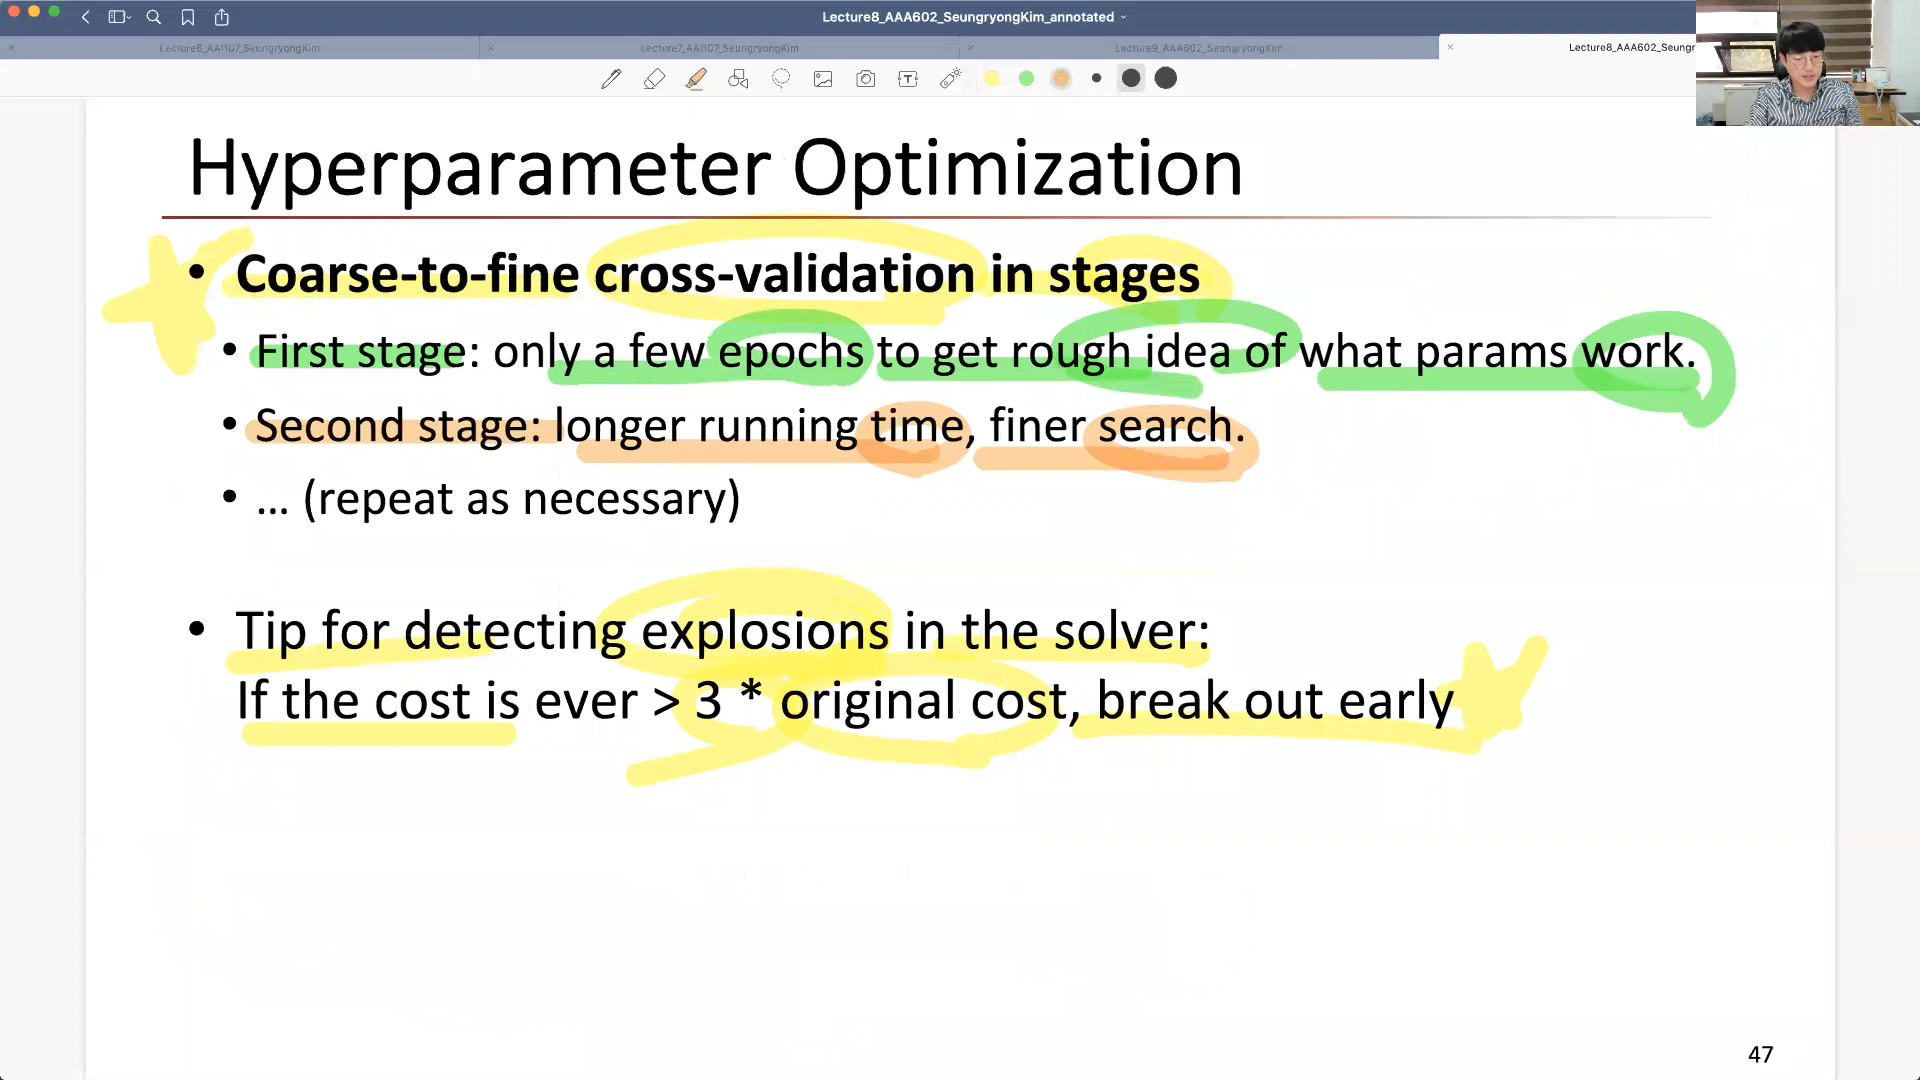 Lecture8_AAA602_SeungryongKim_annotated
Lecture6_AAI107_SeungryongKim
Lecture7_AAI107_SeungryongKim
Lecture9_AAA602_SeungryongKim
Lecture8_AAA602_Seungr
Hyperparameter Optimization
• Coarse-to-fine cross-validation in stages
• First stage: only a few epochs to get rough idea of what params work.
• Second stage: longer running time, finer search.
• ... (repeat as necessary)
• Tip for detecting explosions in the solver:
If the cost is ever > 3 * original cost, break out early
47